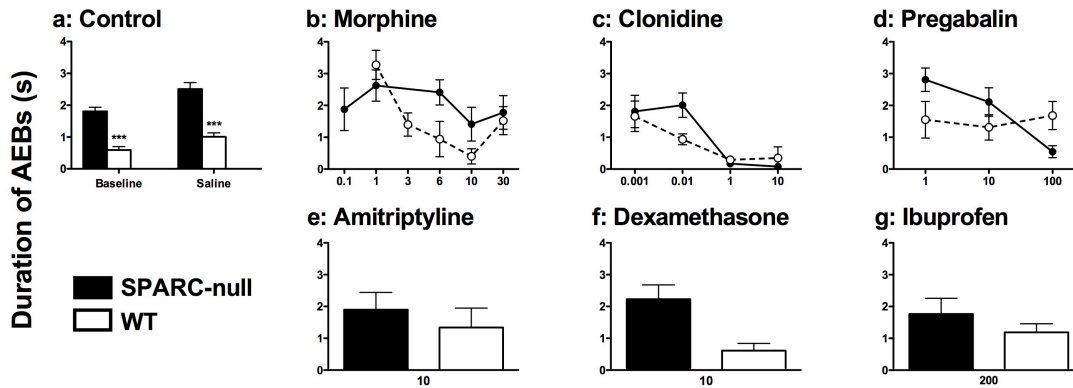 a: Control
b: Morphine
c: Clonidine
d: Pregabalin
Duration of AEBs (s)
4
3
2
1
0
***
***
Baseline
Saline
4
3
2
1
0
0.1 1 3 6 10 30
4
3
2
1
0
0.001 0.01 1 10
4
3
2
1
0
1 10 100
e: Amitriptyline
f: Dexamethasone
g: Ibuprofen
SPARC-null
WT
4
3
2
1
0
10
4
3
2
1
0
10
4
3
2
1
0
200